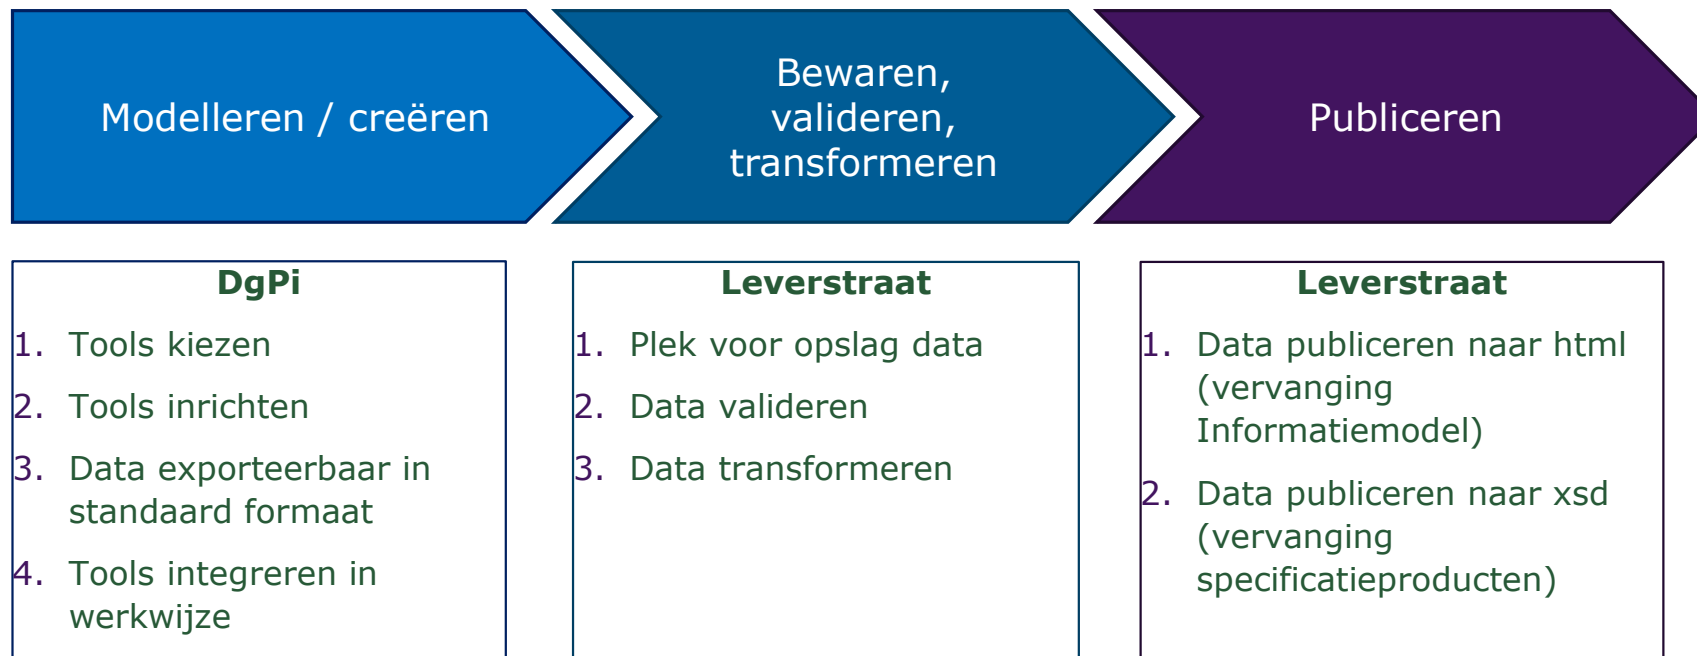 Modelleren / creëren
Bewaren,
valideren,
transformeren
Publiceren
DgPi
1. Tools kiezen
2. Tools inrichten
3. Data exporteerbaar in
standaard formaat
4. Tools integreren in
werkwijze
Leverstraat
1. Plek voor opslag data
2. Data valideren
3. Data transformeren
Leverstraat
1. Data publiceren naar html
(vervanging
Informatiemodel)
2. Data publiceren naar xsd
(vervanging
specificatieproducten)